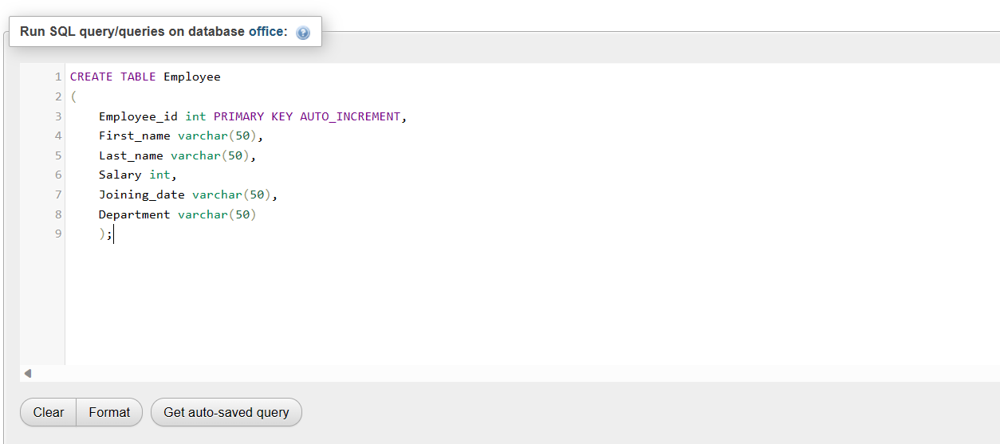 Run SQL query/queries on database office:
1 CREATE TABLE Employee
2 (
3 Employee_id int PRIMARY KEY AUTO_INCREMENT,
4 First_name varchar(50),
5 Last_name varchar(50),
6 Salary int,
7 Joining_date varchar(50),
8 Department varchar(50)
9 );
Clear Format Get auto-saved query